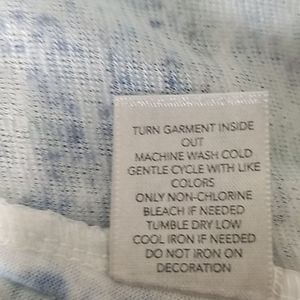 TURN GARMENT INSIDE
OUT
MACHINE WASH COLD
GENTLE CYCLE WITH LIKE
COLORS
ONLY NON-CHLORINE
BLEACH IF NEEDED
TUMBLE DRY LOW
COOL IRON IF NEEDED
DO NOT IRON ON
DECORATION